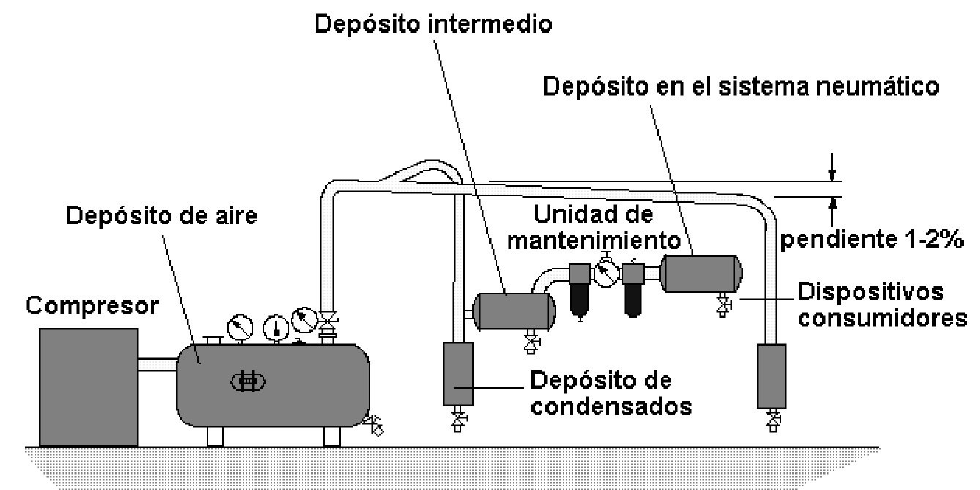 Depósito intermedio
Depósito en el sistema neumático
Depósito de aire
Unidad de
mantenimiento
pendiente 1-2%
Compresor
Dispositivos
consumidores
Depósito de
condensados